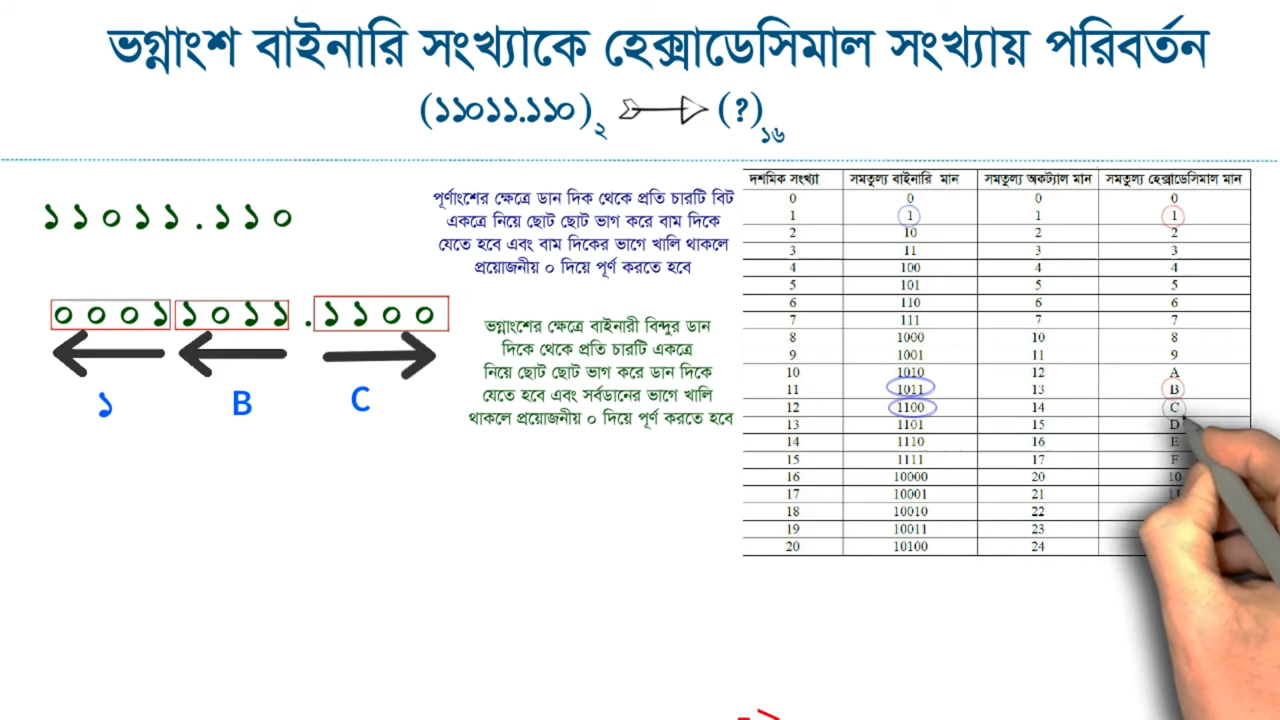 ভগ্নাংশ বাইনারি সংখ্যাকে হেক্সাডেসিমাল সংখ্যায় পরিবর্তন
(১১০১১.১১০)২ (?)১৬
১১০১১.১১০
০০০১ ১০১১ .১১০০
১ B C
পূর্ণাংশের ক্ষেত্রে ডান দিক থেকে প্রতি চারটি বিট
একত্রে নিয়ে ছোট ছোট ভাগ করে বাম দিকে
যেতে হবে এবং বাম দিকের ভাগে খালি থাকলে
প্রয়োজনীয় ০ দিয়ে পূর্ণ করতে হবে
ভগ্নাংশের ক্ষেত্রে বাইনারী বিন্দুর ডান
দিকে থেকে প্রতি চারটি একত্রে
নিয়ে ছোট ছোট ভাগ করে ডান দিকে
যেতে হবে এবং সর্বডানের ভাগে খালি
থাকলে প্রয়োজনীয় ০ দিয়ে পূর্ণ করতে হবে
দশমিক সংখ্যা সমতুল্য বাইনারি মান সমতুল্য অকট্যাল মান সমতুল্য হেক্সাডেসিমাল মান
0 0 0 0
1 1 1 1
2 10 2 2
3 11 3 3
4 100 4 4
5 101 5 5
6 110 6 6
7 111 7 7
8 1000 10 8
9 1001 11 9
10 1010 12 A
11 1011 13 B
12 1100 14 C
13 1101 15 D
14 1110 16 E
15 1111 17 F
16 10000 20 10
17 10001 21 11
18 10010 22
19 10011 23
20 10100 24